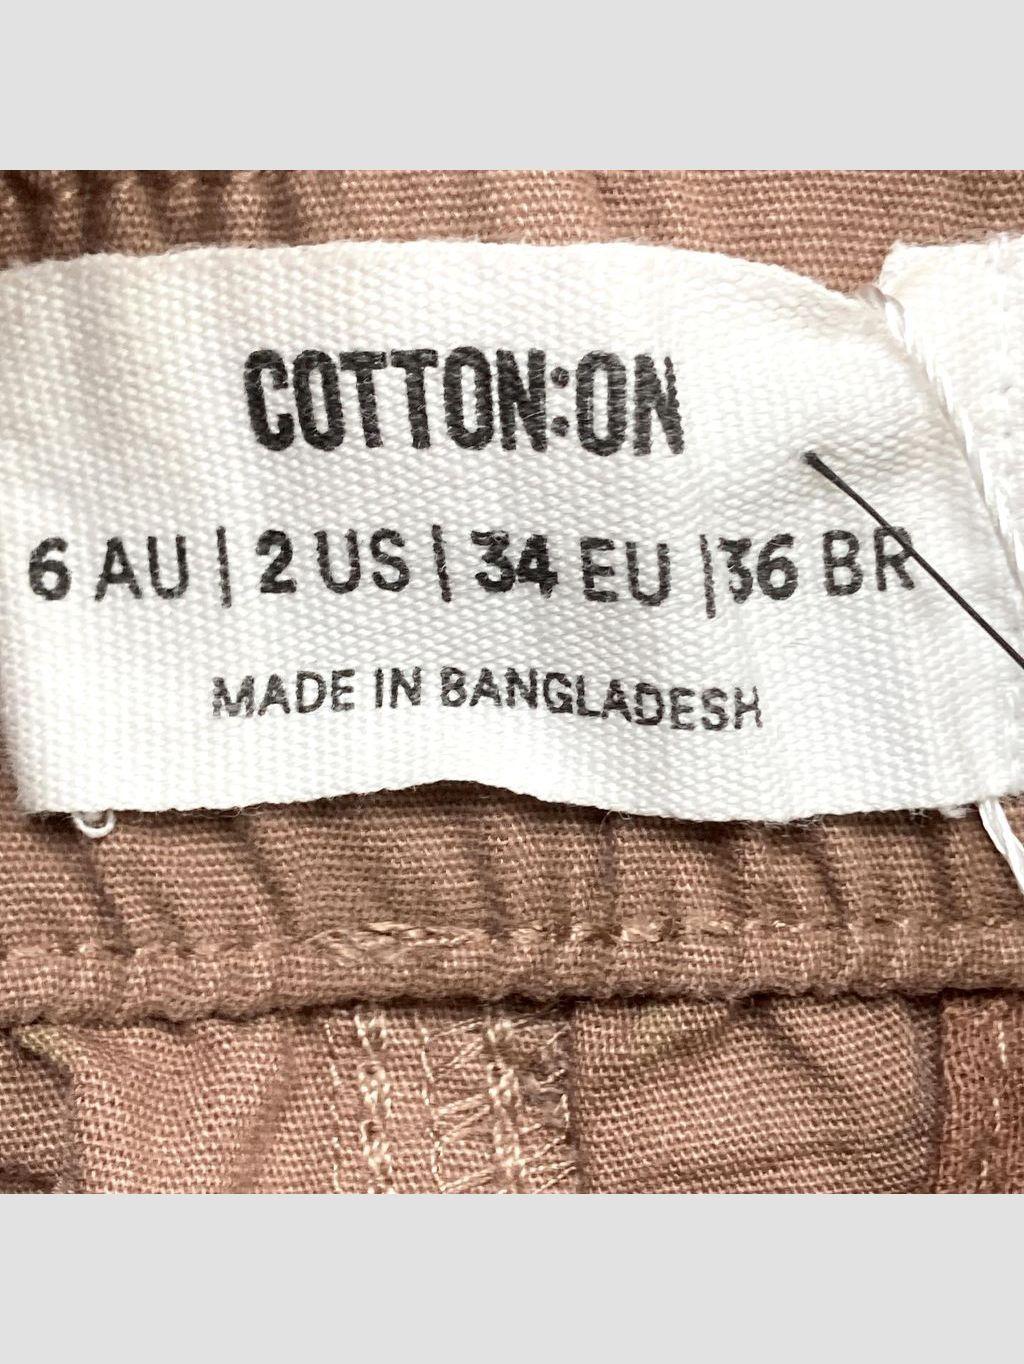 COTTON:ON
6 AU | 2 US | 34 EU | 36 BR
MADE IN BANGLADESH